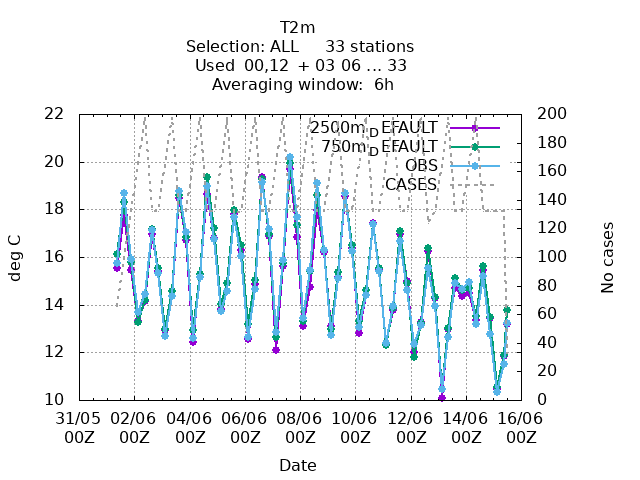 T2m
Selection: ALL 33 stations
Used 00,12 + 03 06 ... 33
Averaging window: 6h
22
20
18
16
14
12
10
deg C
200
180
160
140
120
100
80
60
40
20
0
No cases
2500m_DEFAULT
750m_DEFAULT
OBS
CASES
31/05 02/06 04/06 06/06 08/06 10/06 12/06 14/06 16/06
00Z 00Z 00Z 00Z 00Z 00Z 00Z 00Z 00Z
Date